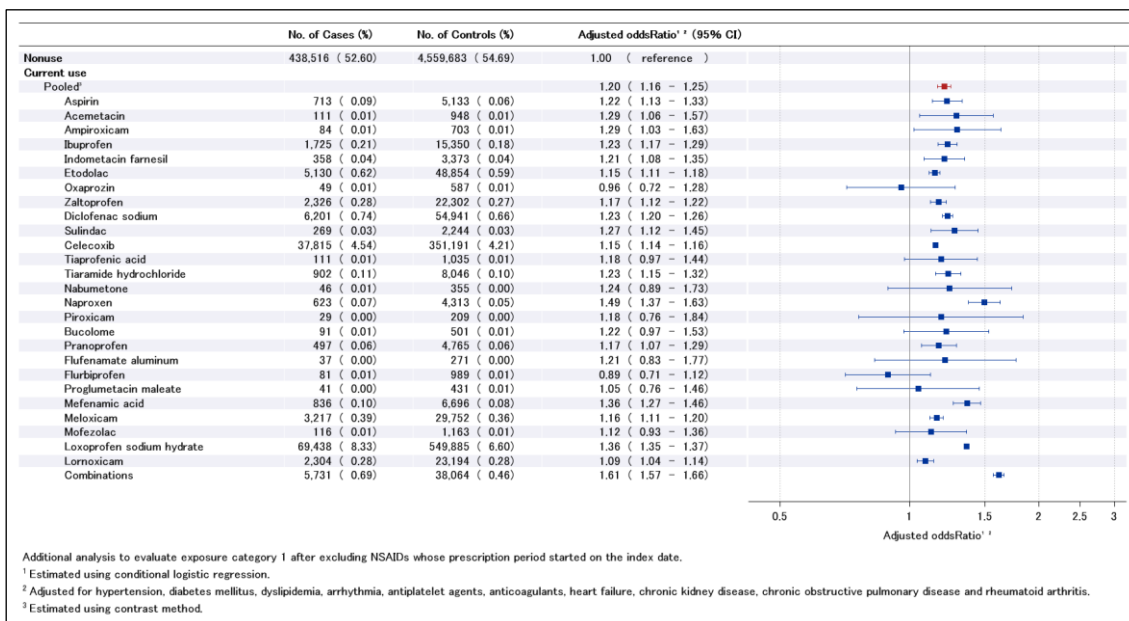 No. of Cases (%) No. of Controls (%) Adjusted oddsRatio¹ ² (95% CI)
Nonuse 438,516 ( 52.60) 4,559,683 ( 54.69) 1.00 ( reference )
Current use
Pooled³ 1.20 ( 1.16 - 1.25)
Aspirin 713 ( 0.09) 5,133 ( 0.06) 1.22 ( 1.13 - 1.33)
Acemetacin 111 ( 0.01) 948 ( 0.01) 1.29 ( 1.06 - 1.57)
Ampiroxicam 84 ( 0.01) 703 ( 0.01) 1.29 ( 1.03 - 1.63)
Ibuprofen 1,725 ( 0.21) 15,350 ( 0.18) 1.23 ( 1.17 - 1.29)
Indometacin farnesil 358 ( 0.04) 3,373 ( 0.04) 1.21 ( 1.08 - 1.35)
Etodolac 5,130 ( 0.62) 48,854 ( 0.59) 1.15 ( 1.11 - 1.18)
Oxaprozin 49 ( 0.01) 587 ( 0.01) 0.96 ( 0.72 - 1.28)
Zaltoprofen 2,326 ( 0.28) 22,302 ( 0.27) 1.17 ( 1.12 - 1.22)
Diclofenac sodium 6,201 ( 0.74) 54,941 ( 0.66) 1.23 ( 1.20 - 1.26)
Sulindac 269 ( 0.03) 2,244 ( 0.03) 1.27 ( 1.12 - 1.45)
Celecoxib 37,815 ( 4.54) 351,191 ( 4.21) 1.15 ( 1.14 - 1.16)
Tiaprofenic acid 111 ( 0.01) 1,035 ( 0.01) 1.18 ( 0.97 - 1.44)
Tiaramide hydrochloride 902 ( 0.11) 8,046 ( 0.10) 1.23 ( 1.15 - 1.32)
Nabumetone 46 ( 0.01) 355 ( 0.00) 1.24 ( 0.89 - 1.73)
Naproxen 623 ( 0.07) 4,313 ( 0.05) 1.49 ( 1.37 - 1.63)
Piroxicam 29 ( 0.00) 209 ( 0.00) 1.18 ( 0.76 - 1.84)
Bucolome 91 ( 0.01) 501 ( 0.01) 1.22 ( 0.97 - 1.53)
Pranoprofen 497 ( 0.06) 4,765 ( 0.06) 1.17 ( 1.07 - 1.29)
Flufenamate aluminum 37 ( 0.00) 271 ( 0.00) 1.21 ( 0.83 - 1.77)
Flurbiprofen 81 ( 0.01) 989 ( 0.01) 0.89 ( 0.71 - 1.12)
Proglumetacin maleate 41 ( 0.00) 431 ( 0.01) 1.05 ( 0.76 - 1.46)
Mefenamic acid 836 ( 0.10) 6,696 ( 0.08) 1.36 ( 1.27 - 1.46)
Meloxicam 3,217 ( 0.39) 29,752 ( 0.36) 1.16 ( 1.11 - 1.20)
Mofezolac 116 ( 0.01) 1,163 ( 0.01) 1.12 ( 0.93 - 1.36)
Loxoprofen sodium hydrate 69,438 ( 8.33) 549,885 ( 6.60) 1.36 ( 1.35 - 1.37)
Lornoxicam 2,304 ( 0.28) 23,194 ( 0.28) 1.09 ( 1.04 - 1.14)
Combinations 5,731 ( 0.69) 38,064 ( 0.46) 1.61 ( 1.57 - 1.66)
0.5 1 1.5 2 2.5 3
Adjusted oddsRatio¹ ²
Additional analysis to evaluate exposure category 1 after excluding NSAIDs whose prescription period started on the index date.
¹ Estimated using conditional logistic regression.
² Adjusted for hypertension, diabetes mellitus, dyslipidemia, arrhythmia, antiplatelet agents, anticoagulants, heart failure, chronic kidney disease, chronic obstructive pulmonary disease and rheumatoid arthritis.
³ Estimated using contrast method.